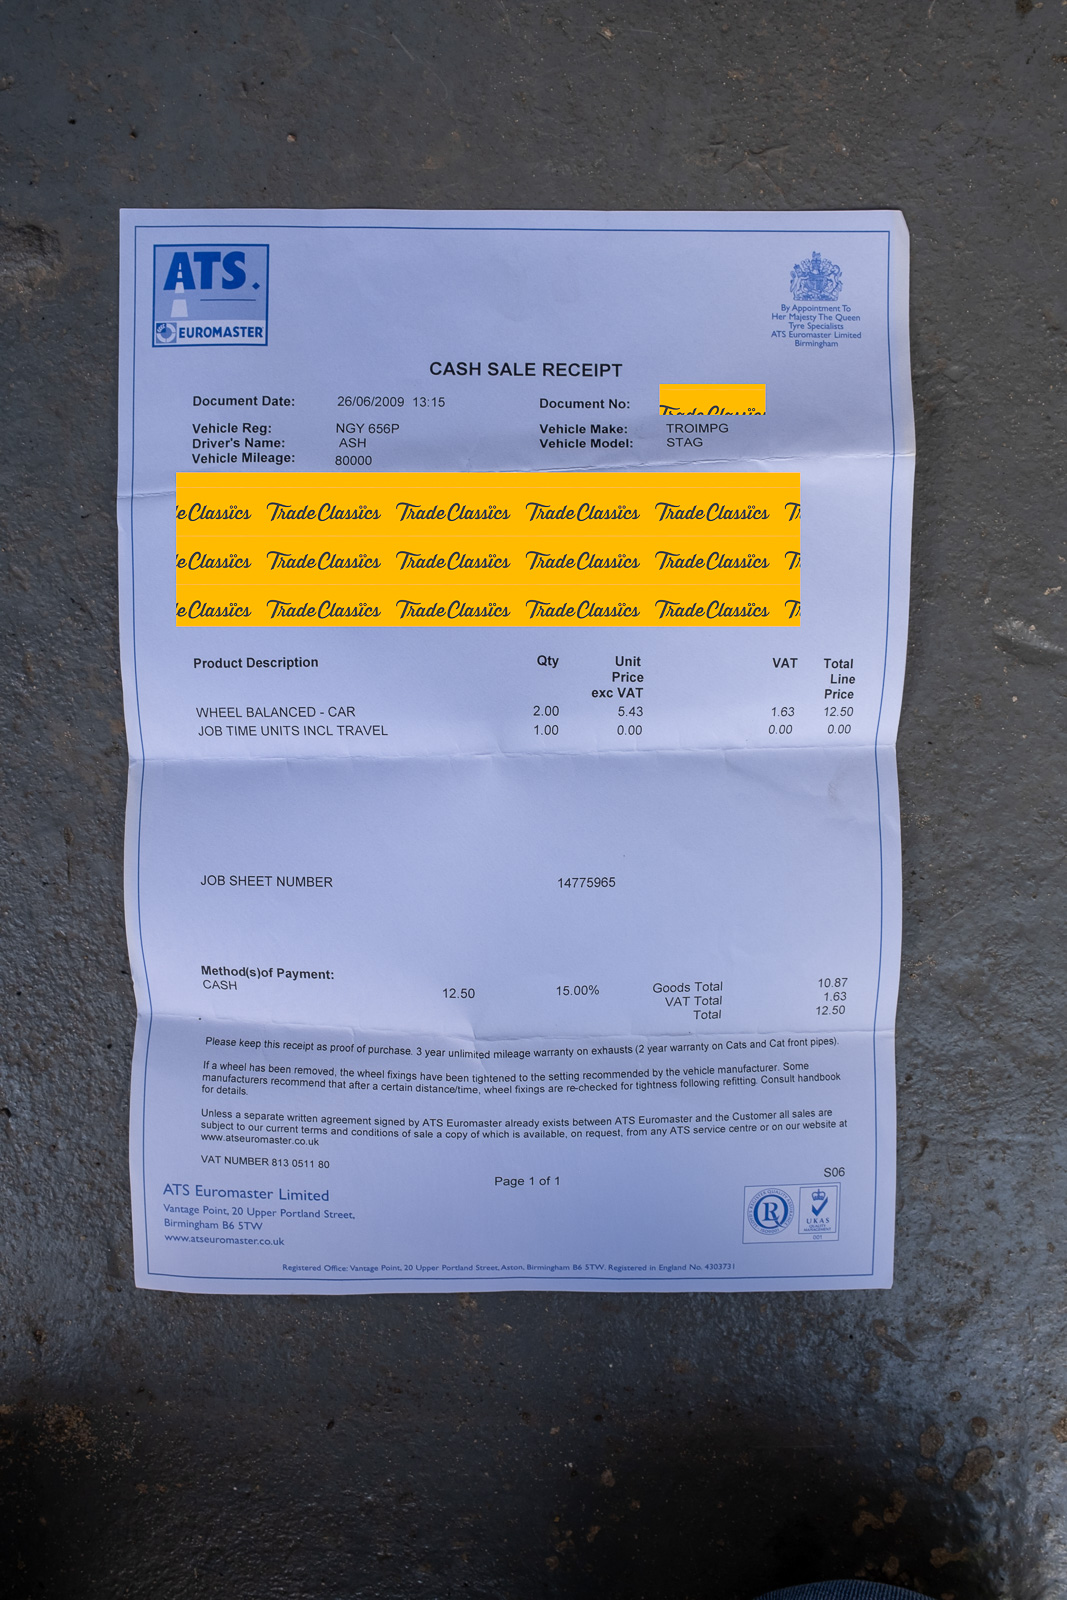 ATS.
EUROMASTER
By Appointment To
Her Majesty The Queen
Tyre Specialists
ATS Euromaster Limited
Birmingham
CASH SALE RECEIPT
Document Date: 26/06/2009 13:15 Document No: TradeClassics
Vehicle Reg: NGY 656P Vehicle Make: TROIMPG
Driver's Name: ASH Vehicle Model: STAG
Vehicle Mileage: 80000
TradeClassics TradeClassics TradeClassics TradeClassics
TradeClassics TradeClassics TradeClassics TradeClassics
TradeClassics TradeClassics TradeClassics TradeClassics
Product Description Qty Unit Price exc VAT VAT Total Line Price
WHEEL BALANCED - CAR 2.00 5.43 1.63 12.50
JOB TIME UNITS INCL TRAVEL 1.00 0.00 0.00 0.00
JOB SHEET NUMBER 14775965
Method(s)of Payment:
CASH 12.50 15.00% Goods Total 10.87
VAT Total 1.63
Total 12.50
Please keep this receipt as proof of purchase. 3 year unlimited mileage warranty on exhausts (2 year warranty on Cats and Cat front pipes).
If a wheel has been removed, the wheel fixings have been tightened to the setting recommended by the vehicle manufacturer. Some
manufacturers recommend that after a certain distance/time, wheel fixings are re-checked for tightness following refitting. Consult handbook
for details.
Unless a separate written agreement signed by ATS Euromaster already exists between ATS Euromaster and the Customer all sales are
subject to our current terms and conditions of sale a copy of which is available, on request, from any ATS service centre or on our website at
www.atseuromaster.co.uk
VAT NUMBER 813 0511 80
Page 1 of 1
S06
ATS Euromaster Limited
Vantage Point, 20 Upper Portland Street,
Birmingham B6 5TW
www.atseuromaster.co.uk
R
UKAS
QUALITY
MANAGEMENT
001
Registered Office: Vantage Point, 20 Upper Portland Street, Aston, Birmingham B6 5TW. Registered in England No. 4303731